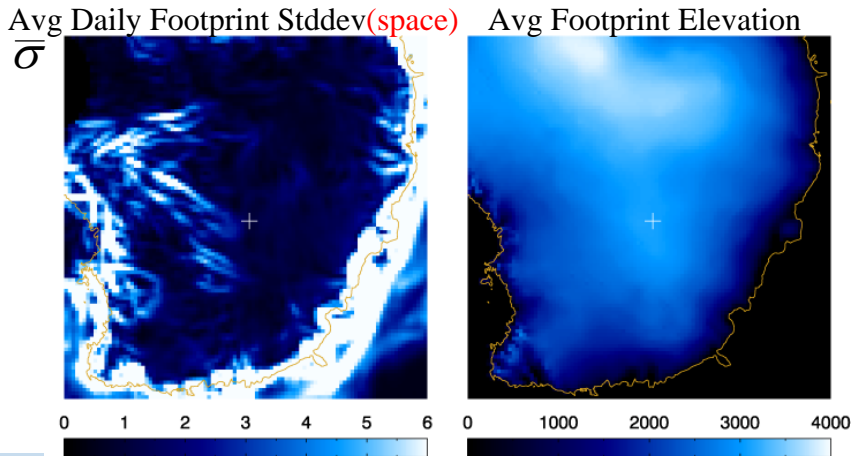 Avg Daily Footprint Stddev(space)
σ̅
Avg Footprint Elevation
0 1 2 3 4 5 6
0 1000 2000 3000 4000